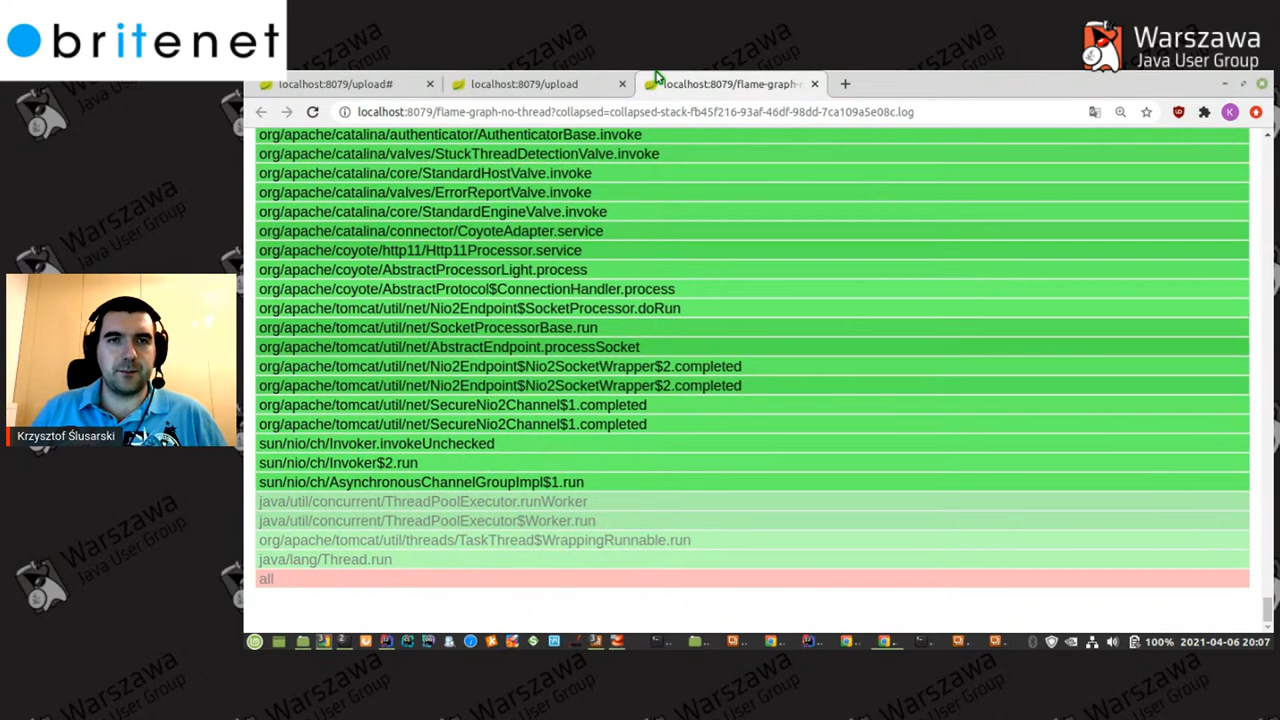 britenet
Warszawa
Java User Group
localhost:8079/upload#
localhost:8079/upload
localhost:8079/flame-graph-n
localhost:8079/flame-graph-no-thread?collapsed=collapsed-stack-fb45f216-93af-46df-98dd-7ca109a5e08c.log
K
org/apache/catalina/authenticator/AuthenticatorBase.invoke
org/apache/catalina/valves/StuckThreadDetectionValve.invoke
org/apache/catalina/core/StandardHostValve.invoke
org/apache/catalina/valves/ErrorReportValve.invoke
org/apache/catalina/core/StandardEngineValve.invoke
org/apache/catalina/connector/CoyoteAdapter.service
org/apache/coyote/http11/Http11Processor.service
org/apache/coyote/AbstractProcessorLight.process
org/apache/coyote/AbstractProtocol$ConnectionHandler.process
org/apache/tomcat/util/net/Nio2Endpoint$SocketProcessor.doRun
org/apache/tomcat/util/net/SocketProcessorBase.run
org/apache/tomcat/util/net/AbstractEndpoint.processSocket
org/apache/tomcat/util/net/Nio2Endpoint$Nio2SocketWrapper$2.completed
org/apache/tomcat/util/net/Nio2Endpoint$Nio2SocketWrapper$2.completed
org/apache/tomcat/util/net/SecureNio2Channel$1.completed
org/apache/tomcat/util/net/SecureNio2Channel$1.completed
sun/nio/ch/Invoker.invokeUnchecked
sun/nio/ch/Invoker$2.run
sun/nio/ch/AsynchronousChannelGroupImpl$1.run
java/util/concurrent/ThreadPoolExecutor.runWorker
java/util/concurrent/ThreadPoolExecutor$Worker.run
org/apache/tomcat/util/threads/TaskThread$WrappingRunnable.run
java/lang/Thread.run
all
Krzysztof Ślusarski
100% 2021-04-06 20:07